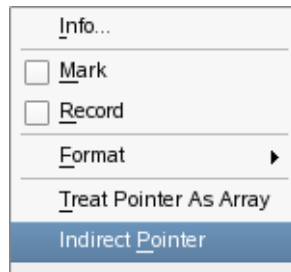 Info...
Mark
Record
Format
Treat Pointer As Array
Indirect Pointer